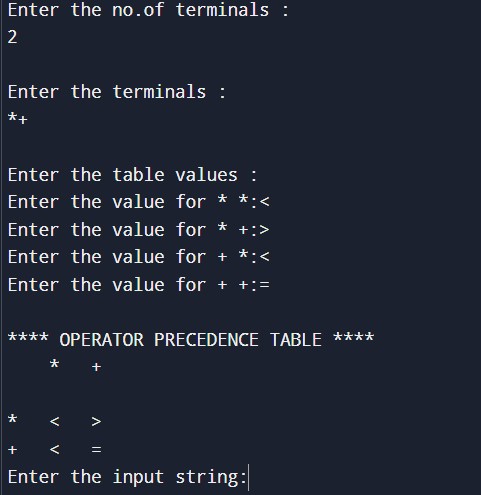 Enter the no.of terminals :
2
Enter the terminals :
*+
Enter the table values :
Enter the value for * *:<
Enter the value for * +:>
Enter the value for + *:<
Enter the value for + +:=
**** OPERATOR PRECEDENCE TABLE ****
* +
* < >
+ < =
Enter the input string: